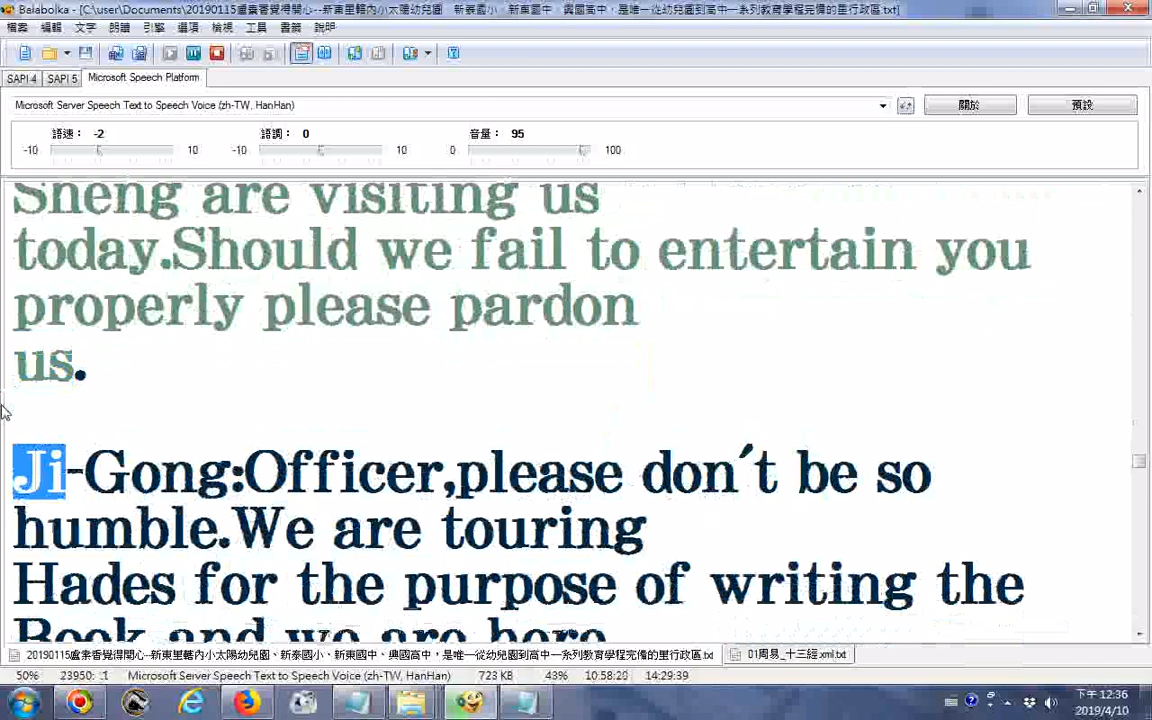 Balabolka - [C:\user\Documents\20190115盧秉香覺得開心--新東里轄內小太陽幼兒園、新泰國小、新東國中、興國高中，是唯一從幼兒園到高中一系列教育學程完備的里行政區.txt]
檔案 編輯 文字 朗讀 引擎 選項 檢視 工具 書籤 說明
SAPI 4 SAPI 5 Microsoft Speech Platform
Microsoft Server Speech Text to Speech Voice (zh-TW, HanHan) 關於 預設
語速： -2 語調： 0 音量： 95
-10 10 -10 10 0 100
Sheng are visiting us
today.Should we fail to entertain you
properly please pardon
us.
Ji-Gong:Officer,please don´t be so
humble.We are touring
Hades for the purpose of writing the
Book and we are here
20190115盧秉香覺得開心--新東里轄內小太陽幼兒園、新泰國小、新東國中、興國高中，是唯一從幼兒園到高中一系列教育學程完備的里行政區.txt 01周易_十三經.xml.txt
50% 23950: .1 Microsoft Server Speech Text to Speech Voice (zh-TW, HanHan) 723 KB 43% 10:58:20 14:29:39
下午 12:36
2019/4/10